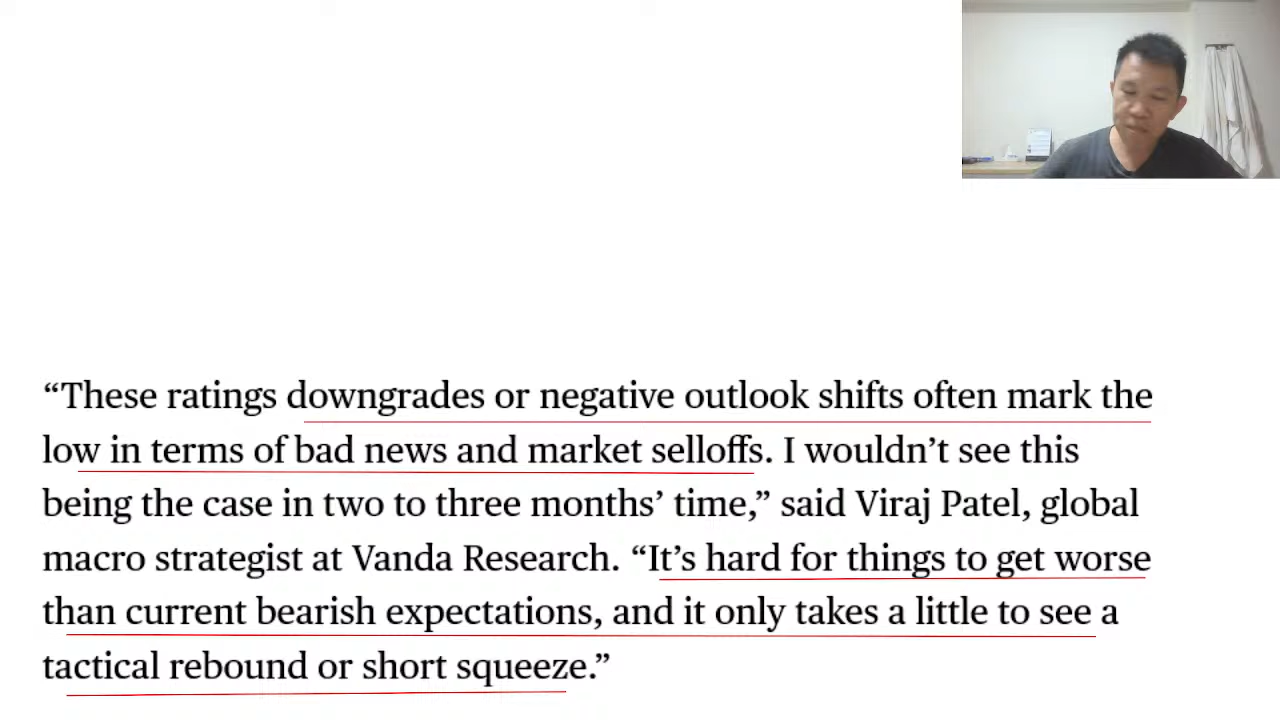 “These ratings downgrades or negative outlook shifts often mark the
low in terms of bad news and market selloffs. I wouldn’t see this
being the case in two to three months’ time,” said Viraj Patel, global
macro strategist at Vanda Research. “It’s hard for things to get worse
than current bearish expectations, and it only takes a little to see a
tactical rebound or short squeeze.”